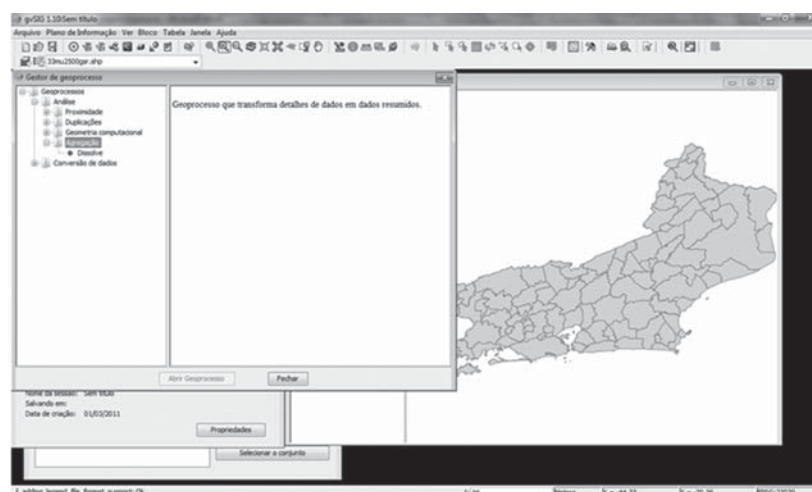 gvSIG 1.10:Sem título
Arquivo Plano de Informação Ver Bloco Tabela Janela Ajuda
33mu2500gsr.shp
Gestor de geoprocesso
Geoprocessos
Análise
Proximidade
Duplicações
Geometria computacional
Agregação
Dissolve
Conversão de dados
Geoprocesso que transforma detalhes de dados em dados resumidos.
Abrir Geoprocesso
Fechar
Nome da sessão: Sem título
Salvando em:
Data de criação: 01/03/2011
Propriedades
Selecionar o conjunto